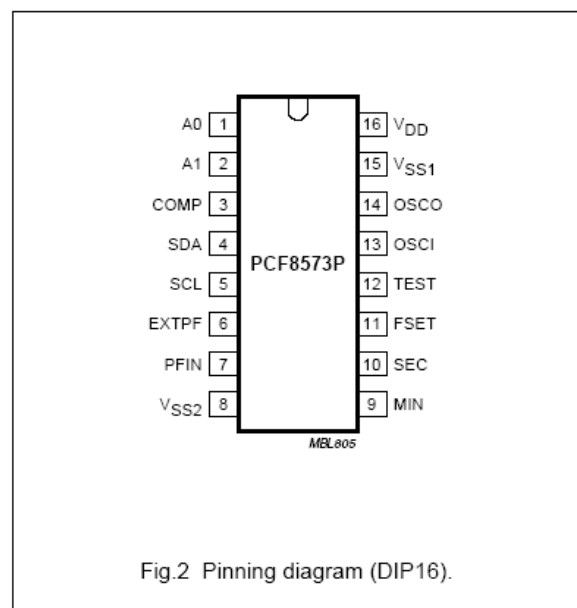 A0 1 16 VDD
A1 2 15 VSS1
COMP 3 14 OSCO
SDA 4 13 OSCI
PCF8573P
SCL 5 12 TEST
EXTPF 6 11 FSET
PFIN 7 10 SEC
VSS2 8 9 MIN
MBL805
Fig.2 Pinning diagram (DIP16).